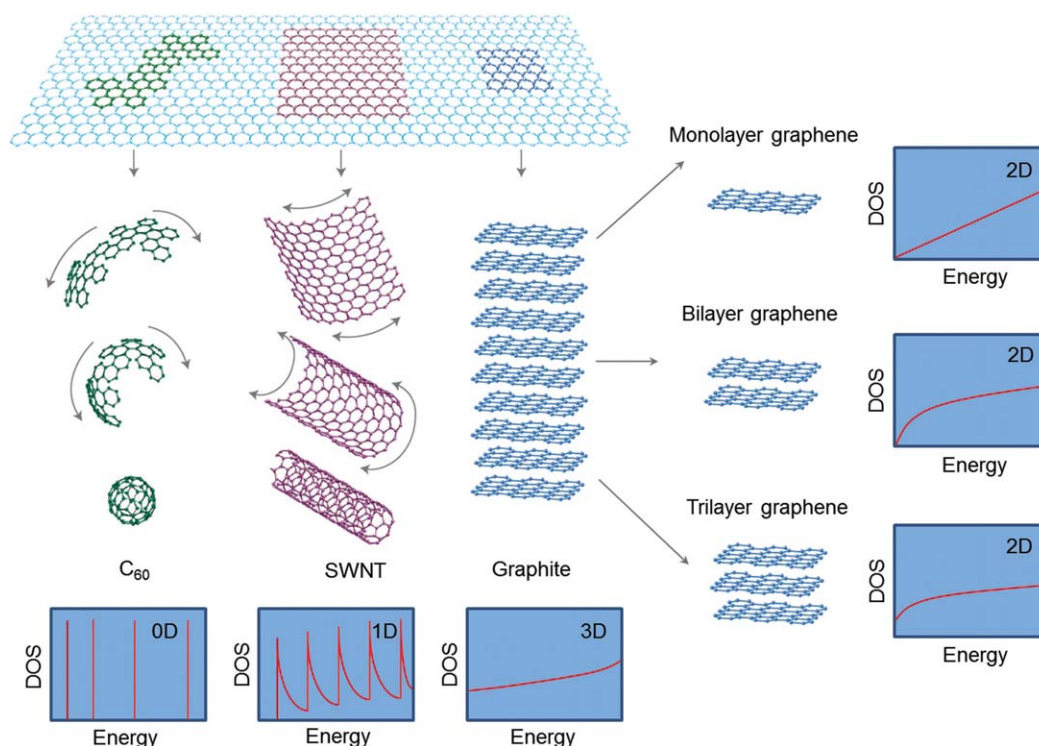 Monolayer graphene
DOS
2D
Energy
Bilayer graphene
DOS
2D
Energy
Trilayer graphene
DOS
2D
Energy
C₆₀
SWNT
Graphite
DOS
0D
Energy
DOS
1D
Energy
DOS
3D
Energy